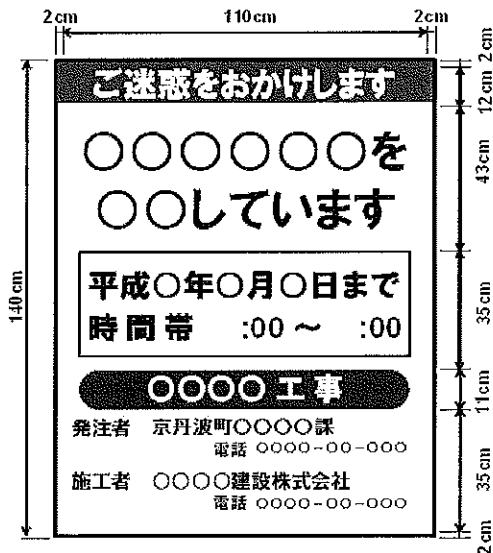 2cm 110cm 2cm
2cm
ご迷惑をおかけします
12cm
○○○○○○を
43cm
○○しています
140cm
平成○年○月○日まで
35cm
時間帯 :00 ～ :00
○○○○工事
11cm
発注者 京丹波町○○○○課
電話 ○○○○-○○-○○○
35cm
施工者 ○○○○建設株式会社
電話 ○○○○-○○-○○○
2cm